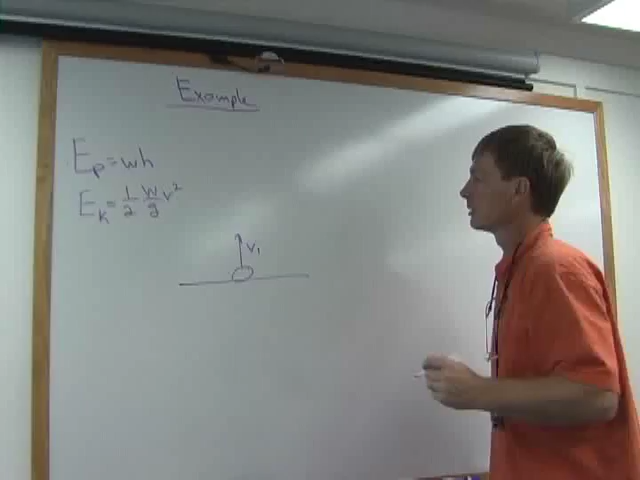 Example
Ep=wh
Ek=1/2 W/g v²
V₁